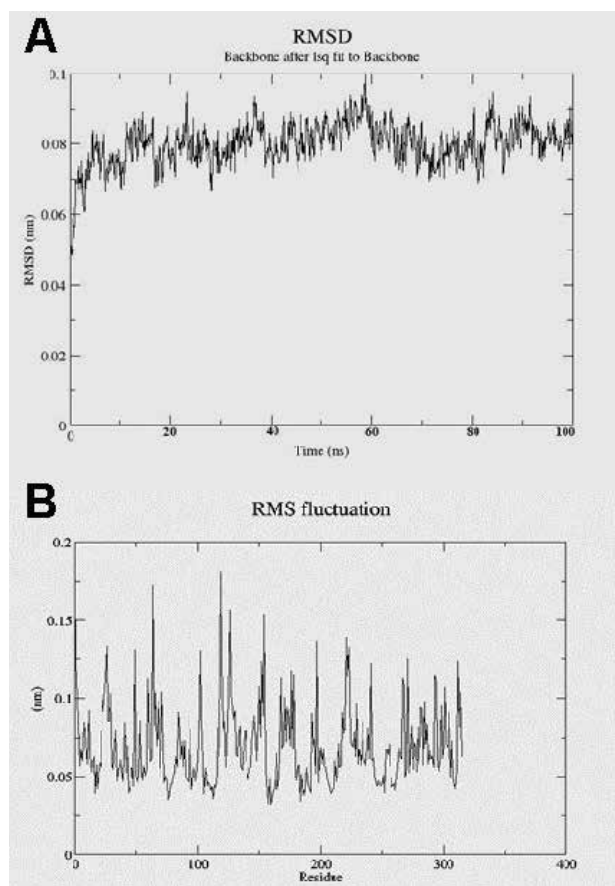 A
RMSD
Backbone after lsq fit to Backbone
0.1
0.08
0.06
0.04
0.02
0
RMSD (nm)
0 20 40 60 80 100
Time (ns)
B
RMS fluctuation
0.2
0.15
0.1
0.05
0
(nm)
0 100 200 300 400
Residue